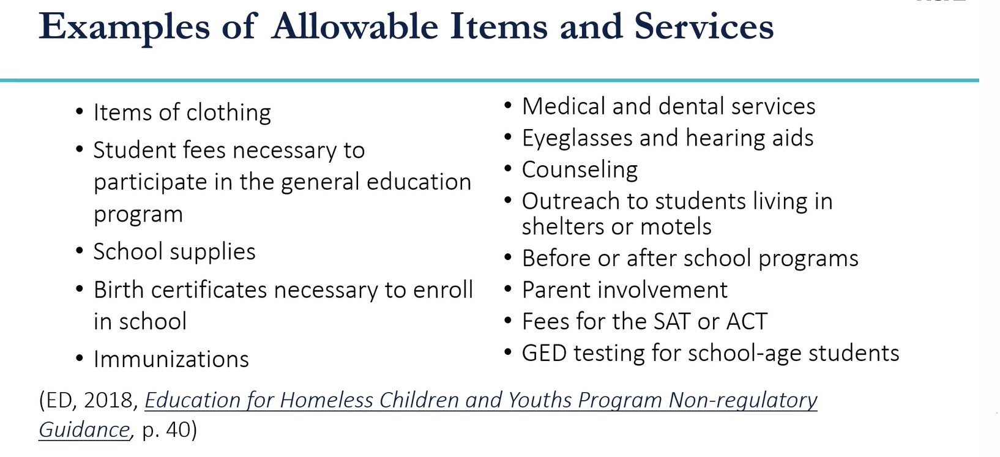 Examples of Allowable Items and Services
• Items of clothing
• Student fees necessary to
participate in the general education
program
• School supplies
• Birth certificates necessary to enroll
in school
• Immunizations
• Medical and dental services
• Eyeglasses and hearing aids
• Counseling
• Outreach to students living in
shelters or motels
• Before or after school programs
• Parent involvement
• Fees for the SAT or ACT
• GED testing for school-age students
(ED, 2018, Education for Homeless Children and Youths Program Non-regulatory
Guidance, p. 40)